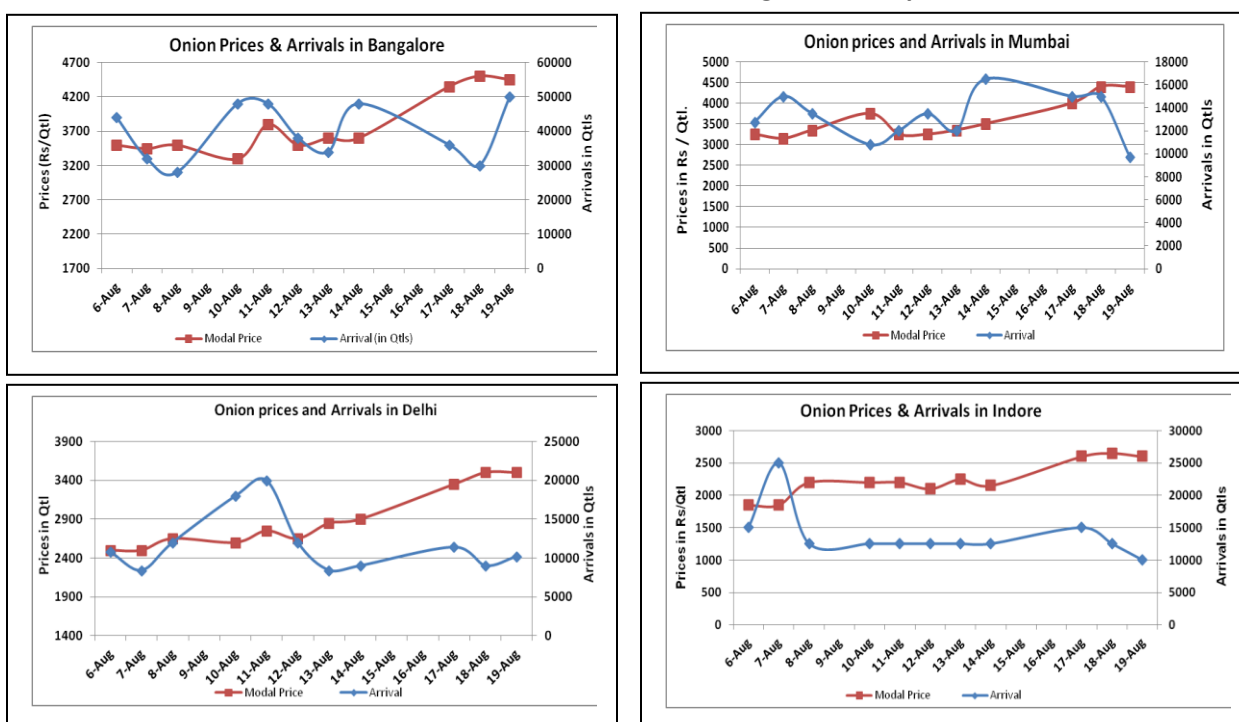 Onion Prices & Arrivals in Bangalore
Prices (Rs/Qtl)
4700
4200
3700
3200
2700
2200
1700
60000
50000
40000
30000
20000
10000
0
Arrivals in Qtls
6-Aug
7-Aug
8-Aug
9-Aug
10-Aug
11-Aug
12-Aug
13-Aug
14-Aug
15-Aug
16-Aug
17-Aug
18-Aug
19-Aug
Modal Price
Arrival (in Qtls)
Onion prices and Arrivals in Mumbai
Prices in Rs / Qtl.
5000
4500
4000
3500
3000
2500
2000
1500
1000
500
0
18000
16000
14000
12000
10000
8000
6000
4000
2000
0
Arrivals in Qtls
6-Aug
7-Aug
8-Aug
9-Aug
10-Aug
11-Aug
12-Aug
13-Aug
14-Aug
15-Aug
16-Aug
17-Aug
18-Aug
19-Aug
Modal Price
Arrival
Onion prices and Arrivals in Delhi
Prices in Qtl
3900
3400
2900
2400
1900
1400
25000
20000
15000
10000
5000
0
Arrivals in Qtls
6-Aug
7-Aug
8-Aug
9-Aug
10-Aug
11-Aug
12-Aug
13-Aug
14-Aug
15-Aug
16-Aug
17-Aug
18-Aug
19-Aug
Modal Price
Arrival
Onion Prices & Arrivals in Indore
Prices in Rs/Qtl
3000
2500
2000
1500
1000
500
0
30000
25000
20000
15000
10000
5000
0
Arrivals in Qtls
6-Aug
7-Aug
8-Aug
9-Aug
10-Aug
11-Aug
12-Aug
13-Aug
14-Aug
15-Aug
16-Aug
17-Aug
18-Aug
19-Aug
Modal Price
Arrival